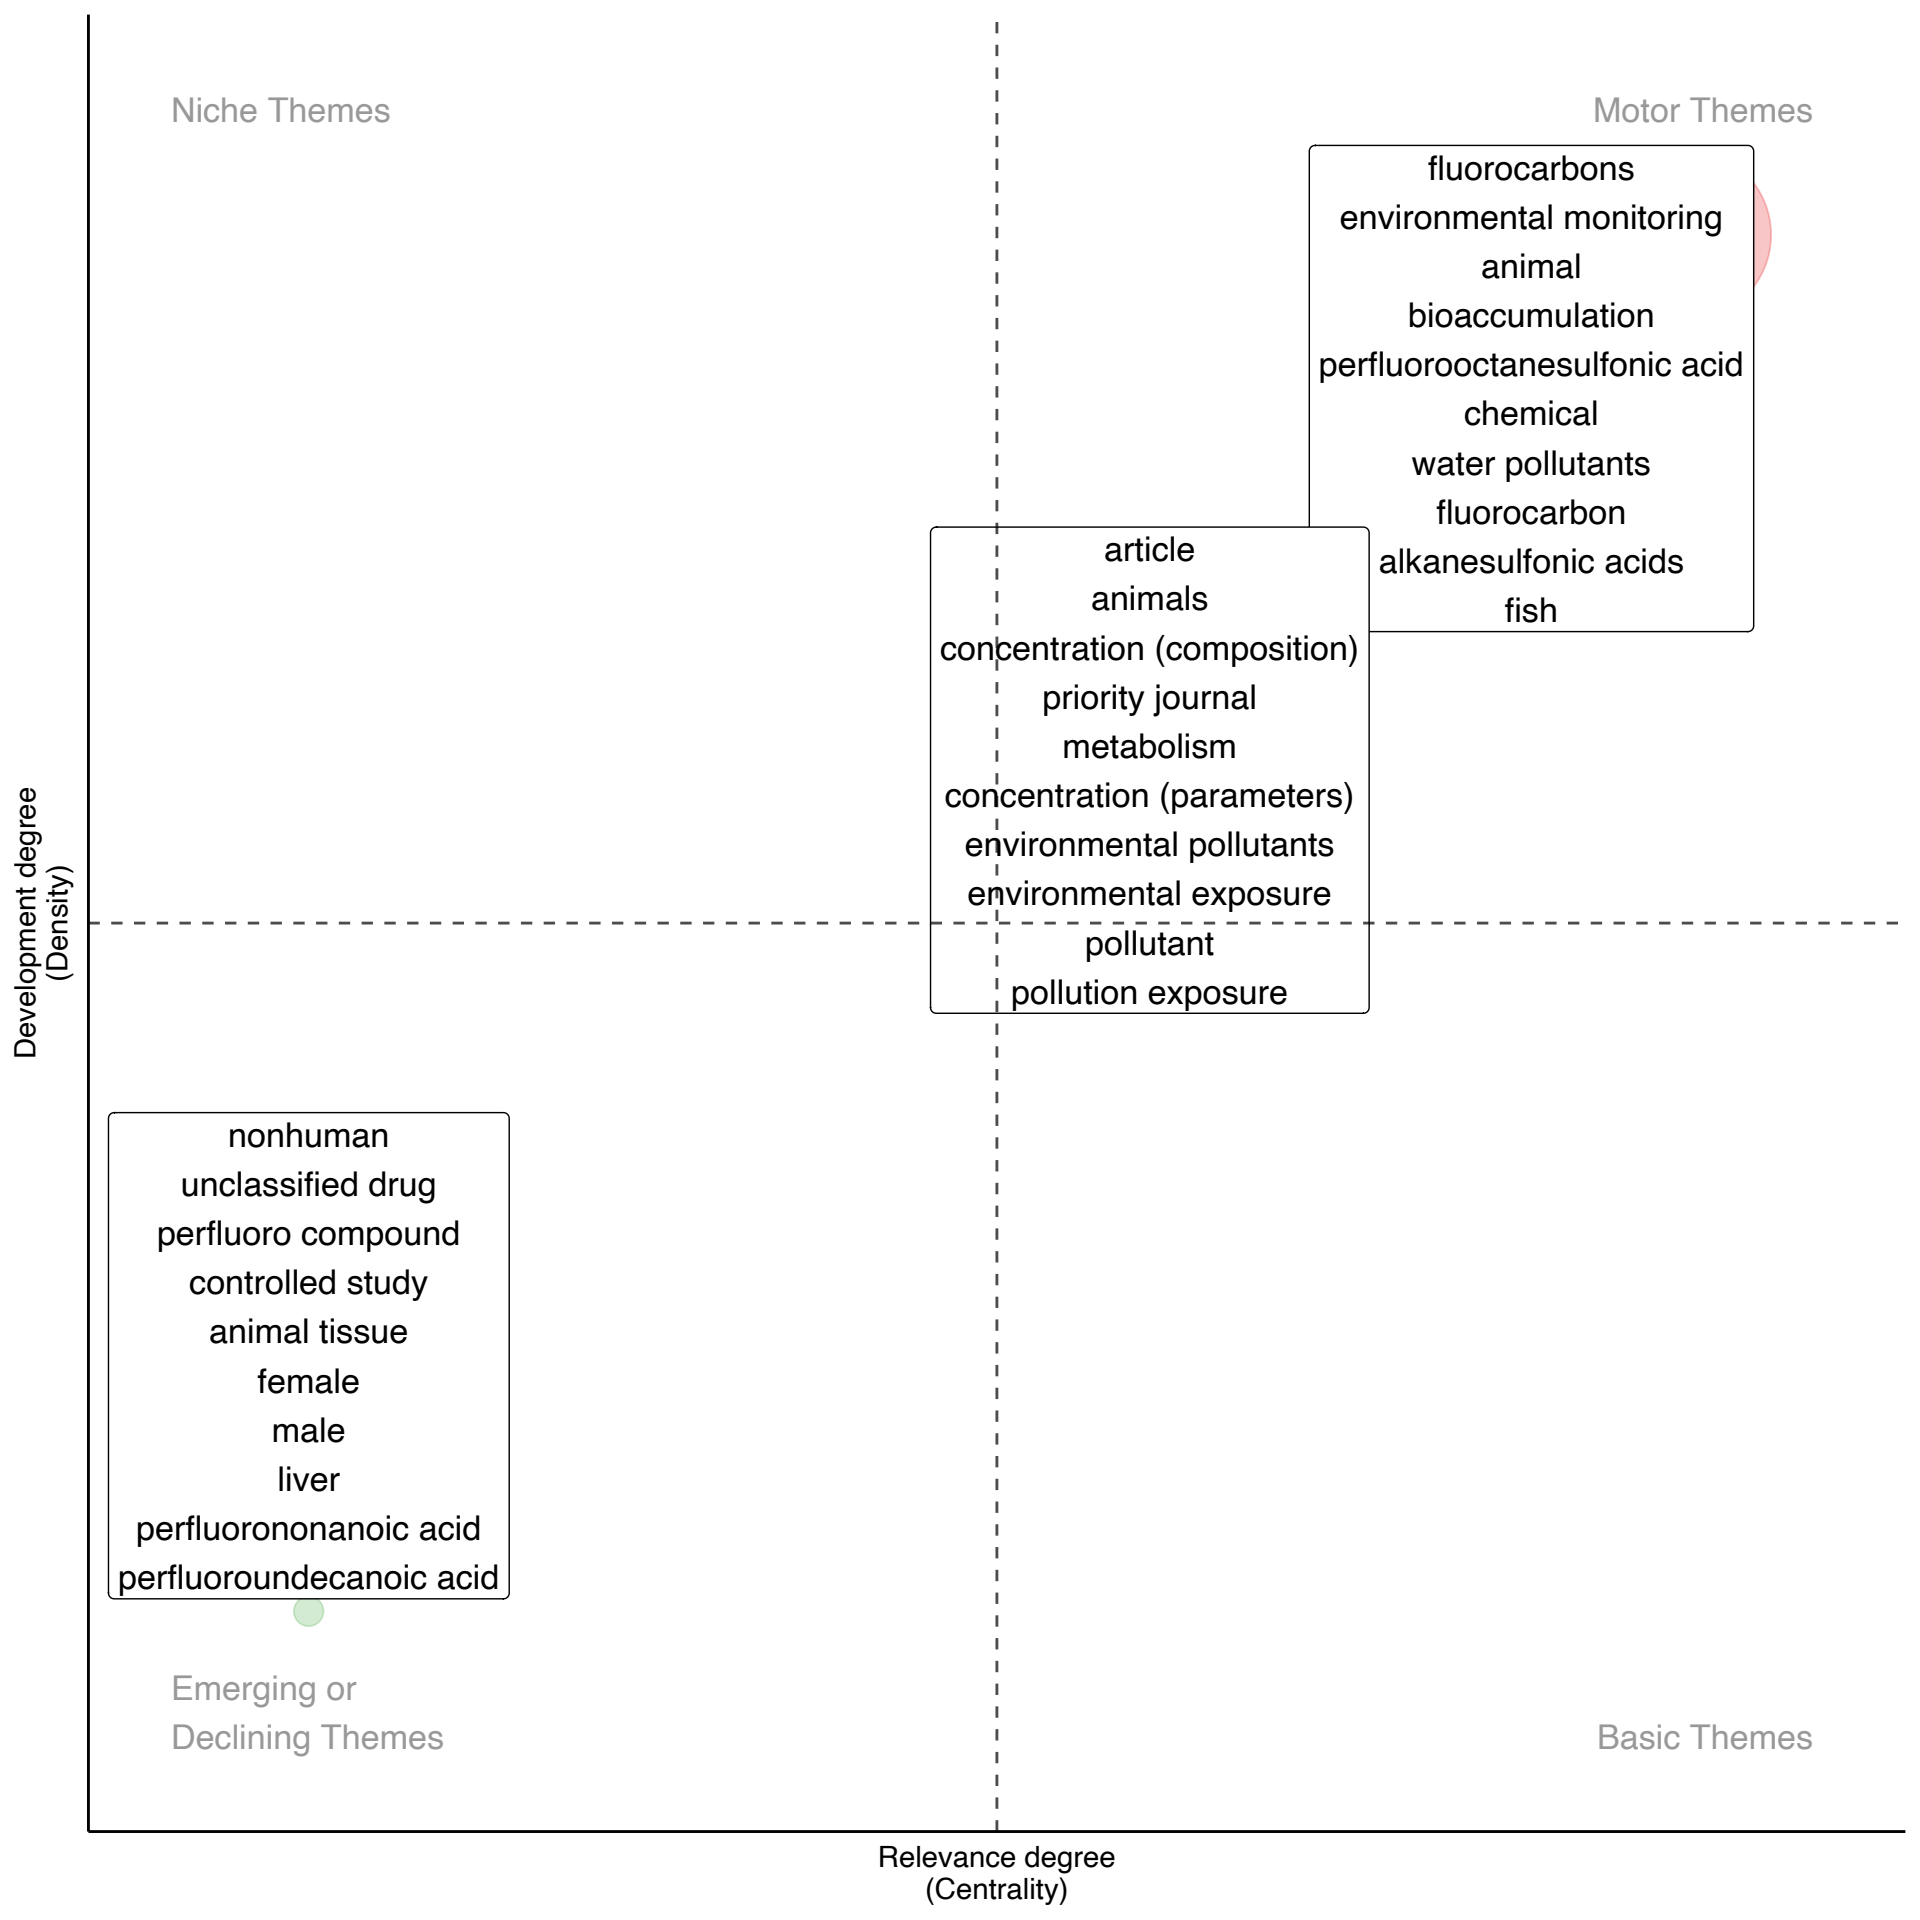 Niche Themes
Motor Themes
fluorocarbons
environmental monitoring
animal
bioaccumulation
perfluorooctanesulfonic acid
chemical
water pollutants
fluorocarbon
alkanesulfonic acids
fish
article
animals
concentration (composition)
priority journal
metabolism
concentration (parameters)
environmental pollutants
environmental exposure
pollutant
pollution exposure
Development degree
(Density)
nonhuman
unclassified drug
perfluoro compound
controlled study
animal tissue
female
male
liver
perfluorononanoic acid
perfluoroundecanoic acid
Emerging or
Declining Themes
Basic Themes
Relevance degree
(Centrality)